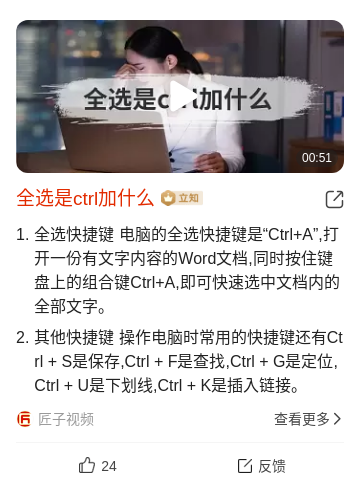 全选是ctrl加什么
00:51
全选是ctrl加什么 立知
1. 全选快捷键 电脑的全选快捷键是“Ctrl+A”,打
开一份有文字内容的Word文档,同时按住键
盘上的组合键Ctrl+A,即可快速选中文档内的
全部文字。
2. 其他快捷键 操作电脑时常用的快捷键还有Ct
rl + S是保存,Ctrl + F是查找,Ctrl + G是定位,
Ctrl + U是下划线,Ctrl + K是插入链接。
匠子视频 查看更多
24 反馈